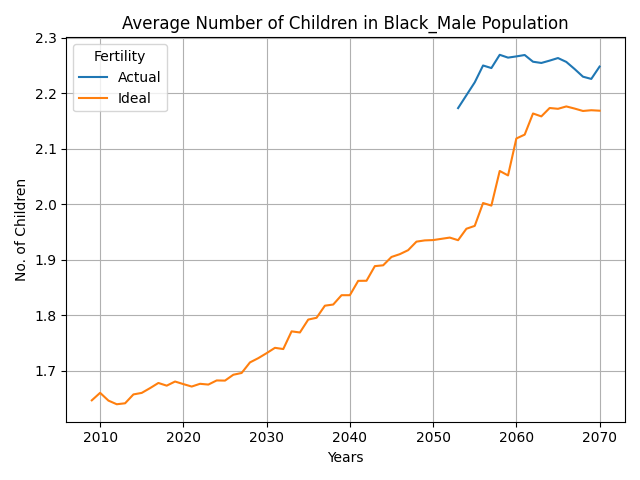 Average Number of Children in Black_Male Population
Fertility
Actual
Ideal
2.3
2.2
2.1
2.0
1.9
1.8
1.7
No. of Children
2010 2020 2030 2040 2050 2060 2070
Years